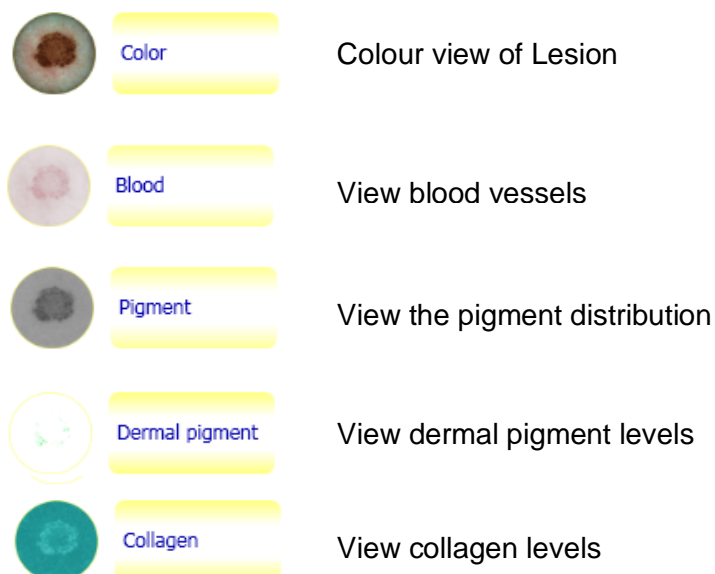 Color Colour view of Lesion
Blood View blood vessels
Pigment View the pigment distribution
Dermal pigment View dermal pigment levels
Collagen View collagen levels